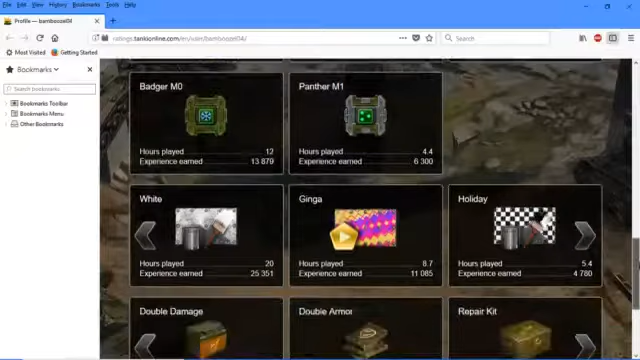 File Edit View History Bookmarks Tools Help
Profile — bamboozel04
ratings.tankionline.com/en/user/bamboozel04/
Search
Most Visited Getting Started
Bookmarks
Search bookmarks
Bookmarks Toolbar
Bookmarks Menu
Other Bookmarks
Badger M0
Hours played 12
Experience earned 13 879
Panther M1
Hours played 4.4
Experience earned 6 300
White
Hours played 20
Experience earned 25 351
Ginga
Hours played 8.7
Experience earned 11 085
Holiday
Hours played 5.4
Experience earned 4 780
Double Damage
Double Armor
Repair Kit